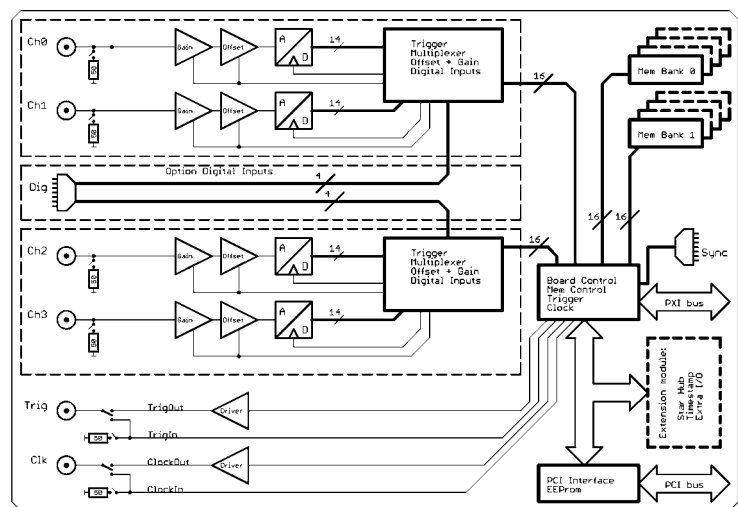 Ch0
50
Gain
Offset
A
D
14
Trigger
Multiplexer
Offset + Gain
Digital Inputs
16
Mem Bank 0
Ch1
50
Gain
Offset
A
D
14
Mem Bank 1
Option Digital Inputs
Dig
4
4
16
16
Ch2
50
Gain
Offset
A
D
14
Trigger
Multiplexer
Offset + Gain
Digital Inputs
16
Sync
Board Control
Mem Control
Trigger
Clock
PXI bus
Ch3
50
Gain
Offset
A
D
14
Extension module:
Star Hub
Timestamp
Extra I/O
Trig
TrigOut
Driver
50
TrigIn
Clk
ClockOut
Driver
50
ClockIn
PCI Interface
EEProm
PCI bus